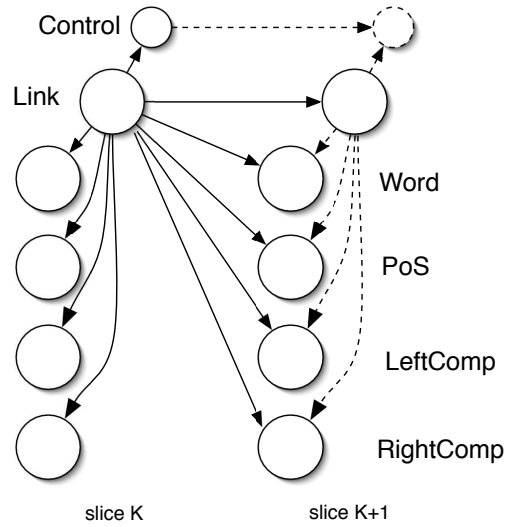 Control
Link
Word
PoS
LeftComp
RightComp
slice K
slice K+1